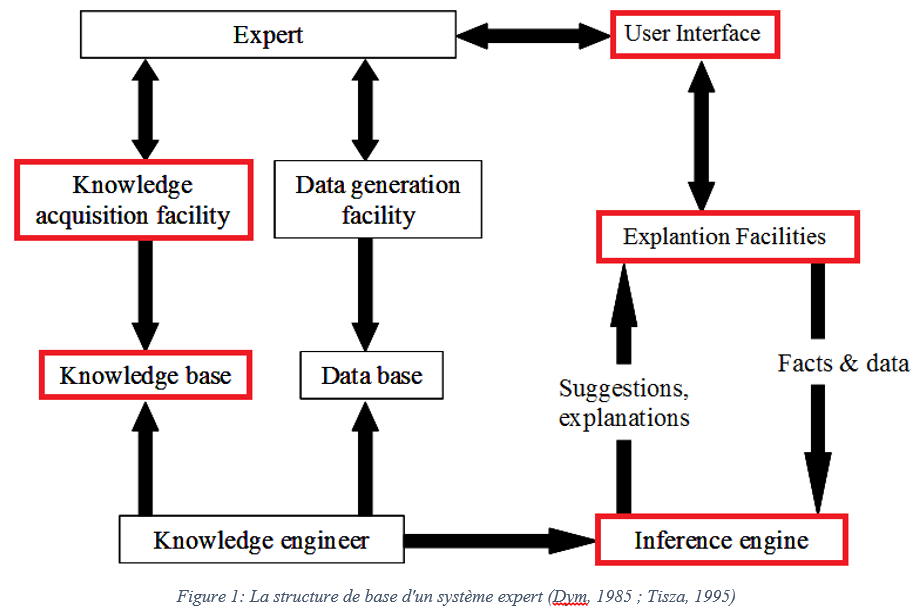 Expert
User Interface
Knowledge
acquisition facility
Data generation
facility
Explantion Facilities
Knowledge base
Data base
Suggestions,
explanations
Facts & data
Knowledge engineer
Inference engine
Figure 1: La structure de base d'un système expert (Dym, 1985 ; Tisza, 1995)